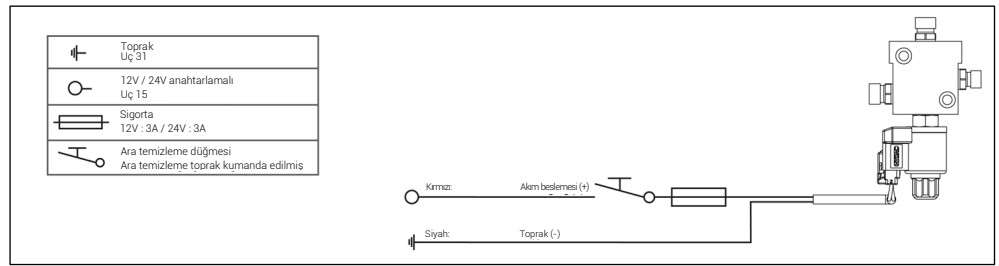 Toprak
Uç 31
12V / 24V anahtarlamalı
Uç 15
Sigorta
12V : 3A / 24V : 3A
Ara temizleme düğmesi
Ara temizleme toprak kumanda edilmiş
Kırmızı: Akım beslemesi (+)
Siyah: Toprak (-)